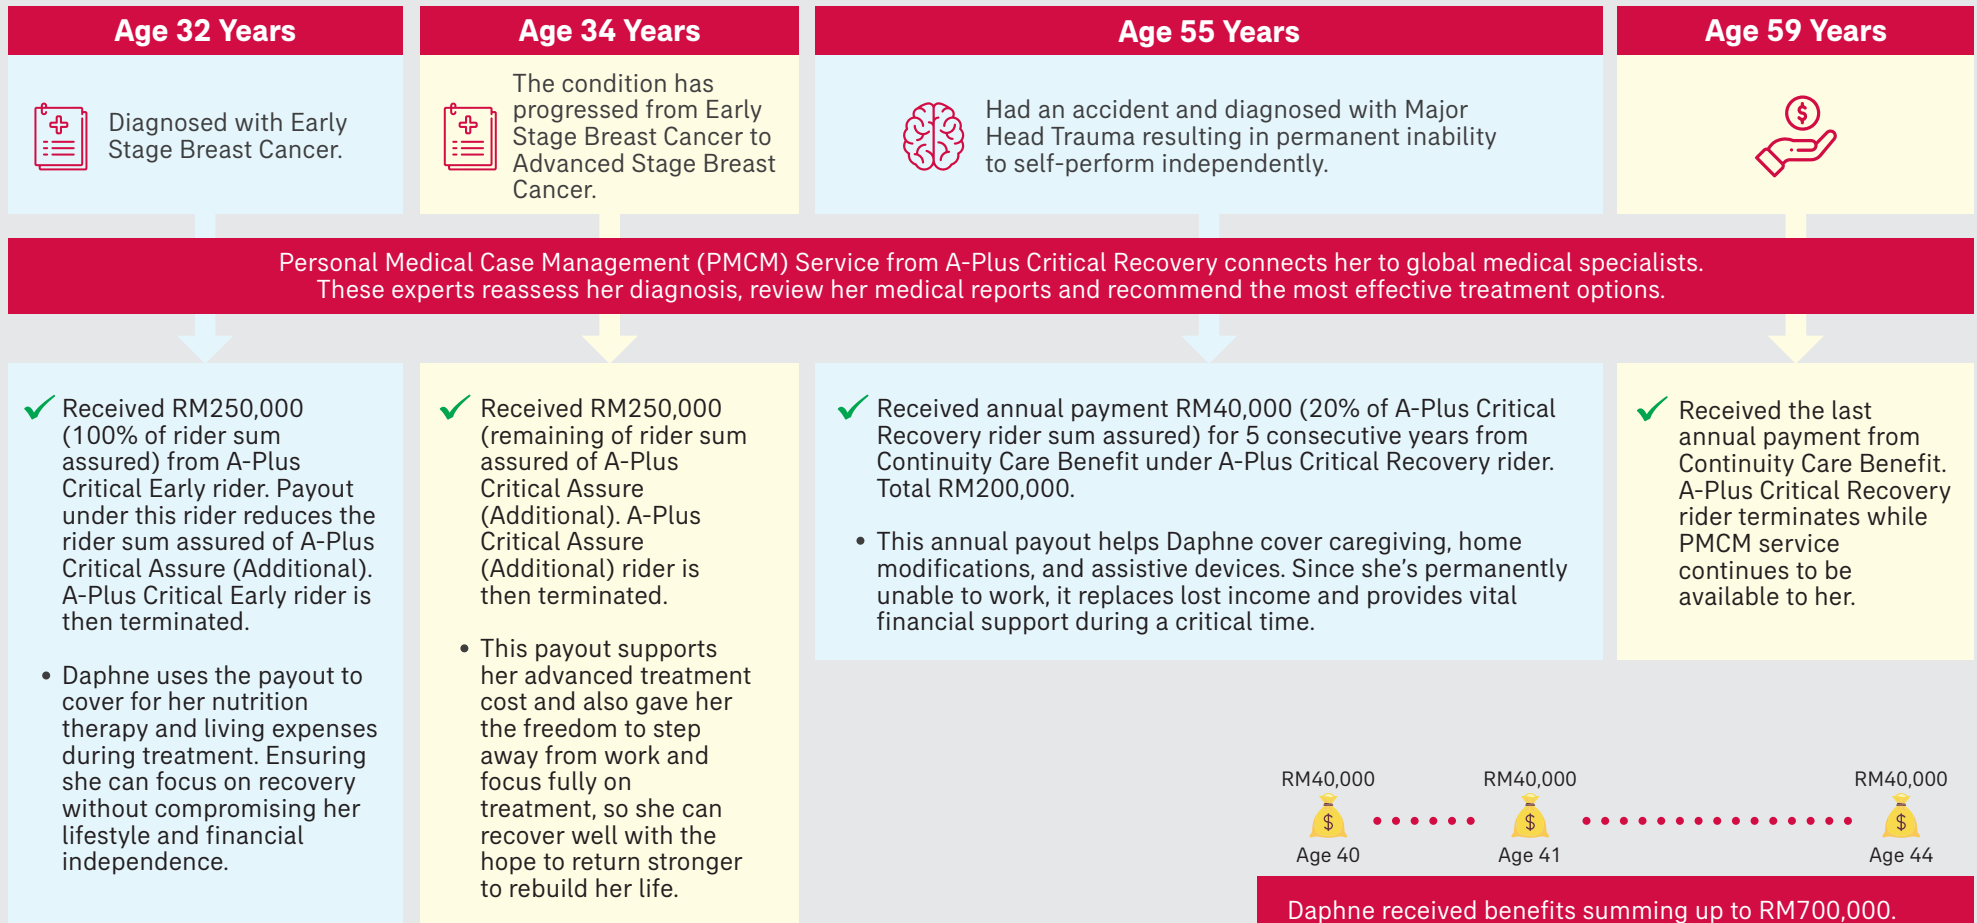 Age 32 Years
Diagnosed with Early
Stage Breast Cancer.
Age 34 Years
The condition has
progressed from Early
Stage Breast Cancer to
Advanced Stage Breast
Cancer.
Age 55 Years
Had an accident and diagnosed with Major
Head Trauma resulting in permanent inability
to self-perform independently.
Age 59 Years
$
Personal Medical Case Management (PMCM) Service from A-Plus Critical Recovery connects her to global medical specialists.
These experts reassess her diagnosis, review her medical reports and recommend the most effective treatment options.
Received RM250,000
(100% of rider sum
assured) from A-Plus
Critical Early rider. Payout
under this rider reduces the
rider sum assured of A-Plus
Critical Assure (Additional).
A-Plus Critical Early rider is
then terminated.
• Daphne uses the payout to
cover for her nutrition
therapy and living expenses
during treatment. Ensuring
she can focus on recovery
without compromising her
lifestyle and financial
independence.
Received RM250,000
(remaining of rider sum
assured of A-Plus
Critical Assure
(Additional). A-Plus
Critical Assure
(Additional) rider is
then terminated.
• This payout supports
her advanced treatment
cost and also gave her
the freedom to step
away from work and
focus fully on
treatment, so she can
recover well with the
hope to return stronger
to rebuild her life.
Received annual payment RM40,000 (20% of A-Plus Critical
Recovery rider sum assured) for 5 consecutive years from
Continuity Care Benefit under A-Plus Critical Recovery rider.
Total RM200,000.
• This annual payout helps Daphne cover caregiving, home
modifications, and assistive devices. Since she’s permanently
unable to work, it replaces lost income and provides vital
financial support during a critical time.
Received the last
annual payment from
Continuity Care Benefit.
A-Plus Critical Recovery
rider terminates while
PMCM service
continues to be
available to her.
RM40,000 RM40,000 RM40,000
$ $ $
Age 40 Age 41 Age 44
Daphne received benefits summing up to RM700,000.